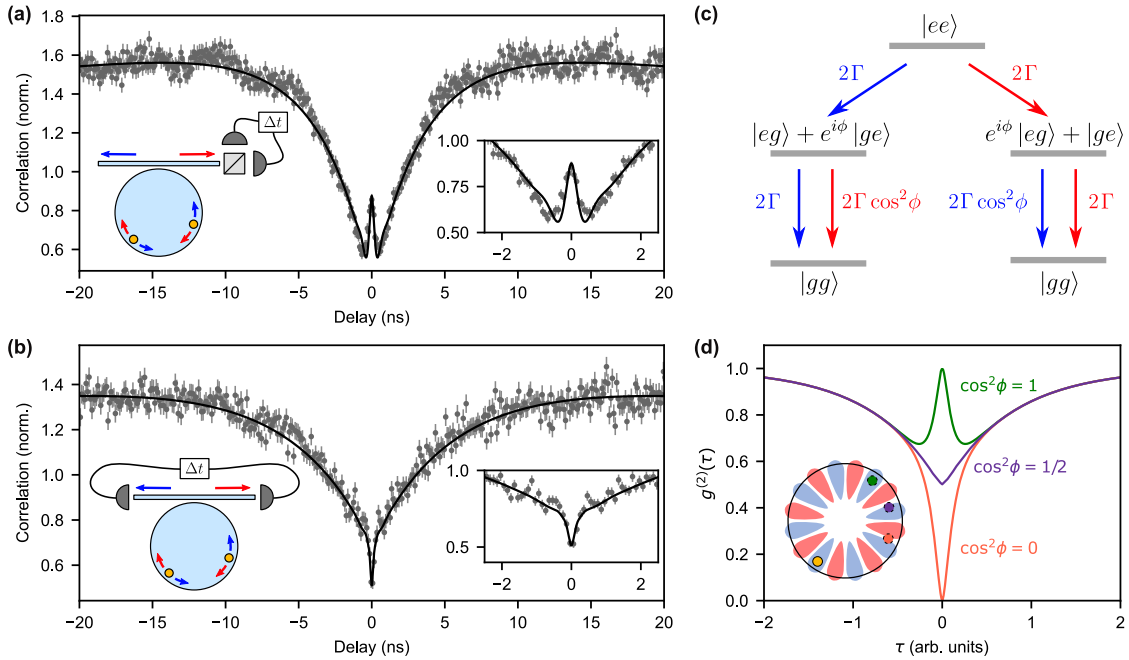 (a)
1.8
1.6
1.4
1.2
1.0
0.8
0.6
Correlation (norm.)
Δt
1.00
0.75
0.50
−2 0 2
−20 −15 −10 −5 0 5 10 15 20
Delay (ns)
(b)
1.4
1.2
1.0
0.8
0.6
Correlation (norm.)
Δt
1.0
0.5
−2 0 2
−20 −15 −10 −5 0 5 10 15 20
Delay (ns)
(c)
|ee⟩
2Γ 2Γ
|eg⟩ + e^{iϕ} |ge⟩ e^{iϕ} |eg⟩ + |ge⟩
2Γ 2Γ cos²ϕ 2Γ cos²ϕ 2Γ
|gg⟩ |gg⟩
(d)
1.0
0.8
0.6
0.4
0.2
0.0
g^{(2)}(τ)
cos²ϕ = 1
cos²ϕ = 1/2
cos²ϕ = 0
−2 −1 0 1 2
τ (arb. units)